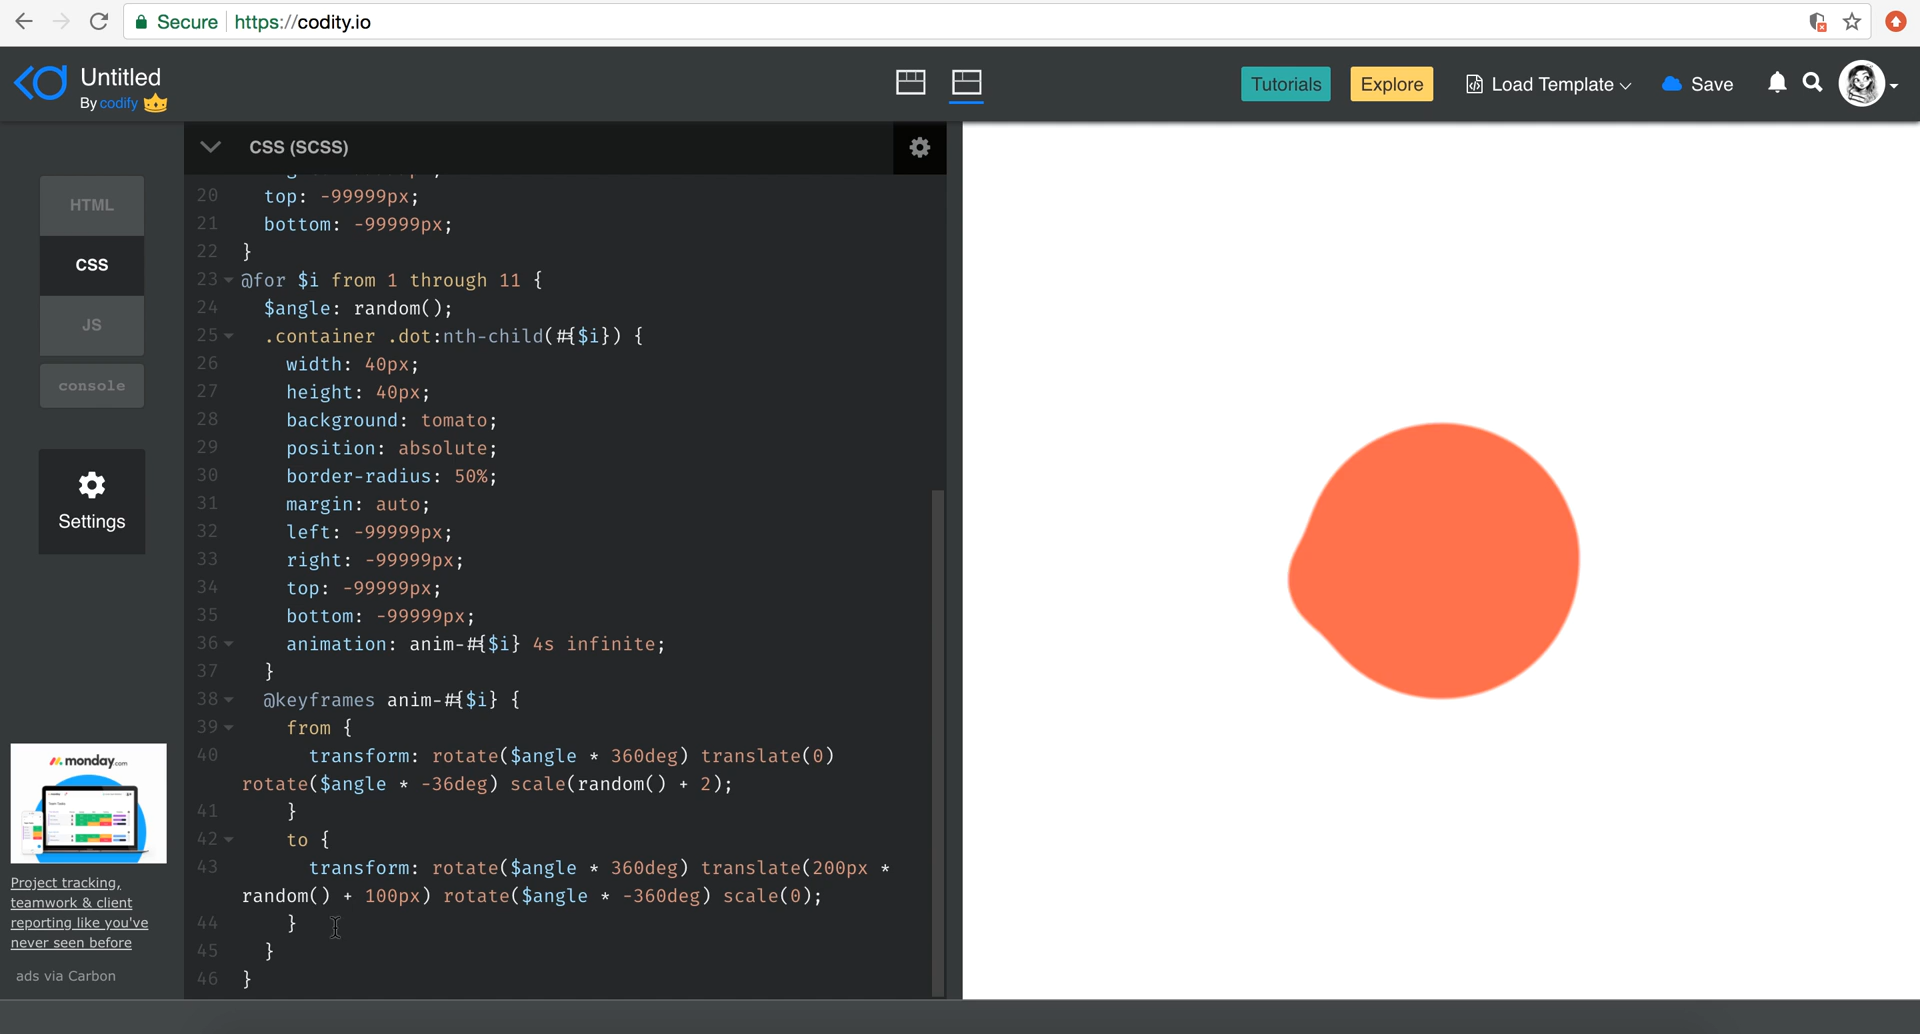 Secure https://codity.io
Untitled
By codify
Tutorials
Explore
Load Template
Save
CSS (SCSS)
HTML
CSS
JS
console
Settings
20 top: -99999px;
21 bottom: -99999px;
22 }
23 @for $i from 1 through 11 {
24 $angle: random();
25 .container .dot:nth-child(#{$i}) {
26 width: 40px;
27 height: 40px;
28 background: tomato;
29 position: absolute;
30 border-radius: 50%;
31 margin: auto;
32 left: -99999px;
33 right: -99999px;
34 top: -99999px;
35 bottom: -99999px;
36 animation: anim-#{$i} 4s infinite;
37 }
38 @keyframes anim-#{$i} {
39 from {
40 transform: rotate($angle * 360deg) translate(0)
rotate($angle * -36deg) scale(random() + 2);
41 }
42 to {
43 transform: rotate($angle * 360deg) translate(200px *
random() + 100px) rotate($angle * -360deg) scale(0);
44 }
45 }
46 }
monday.com
Project tracking,
teamwork & client
reporting like you've
never seen before
ads via Carbon